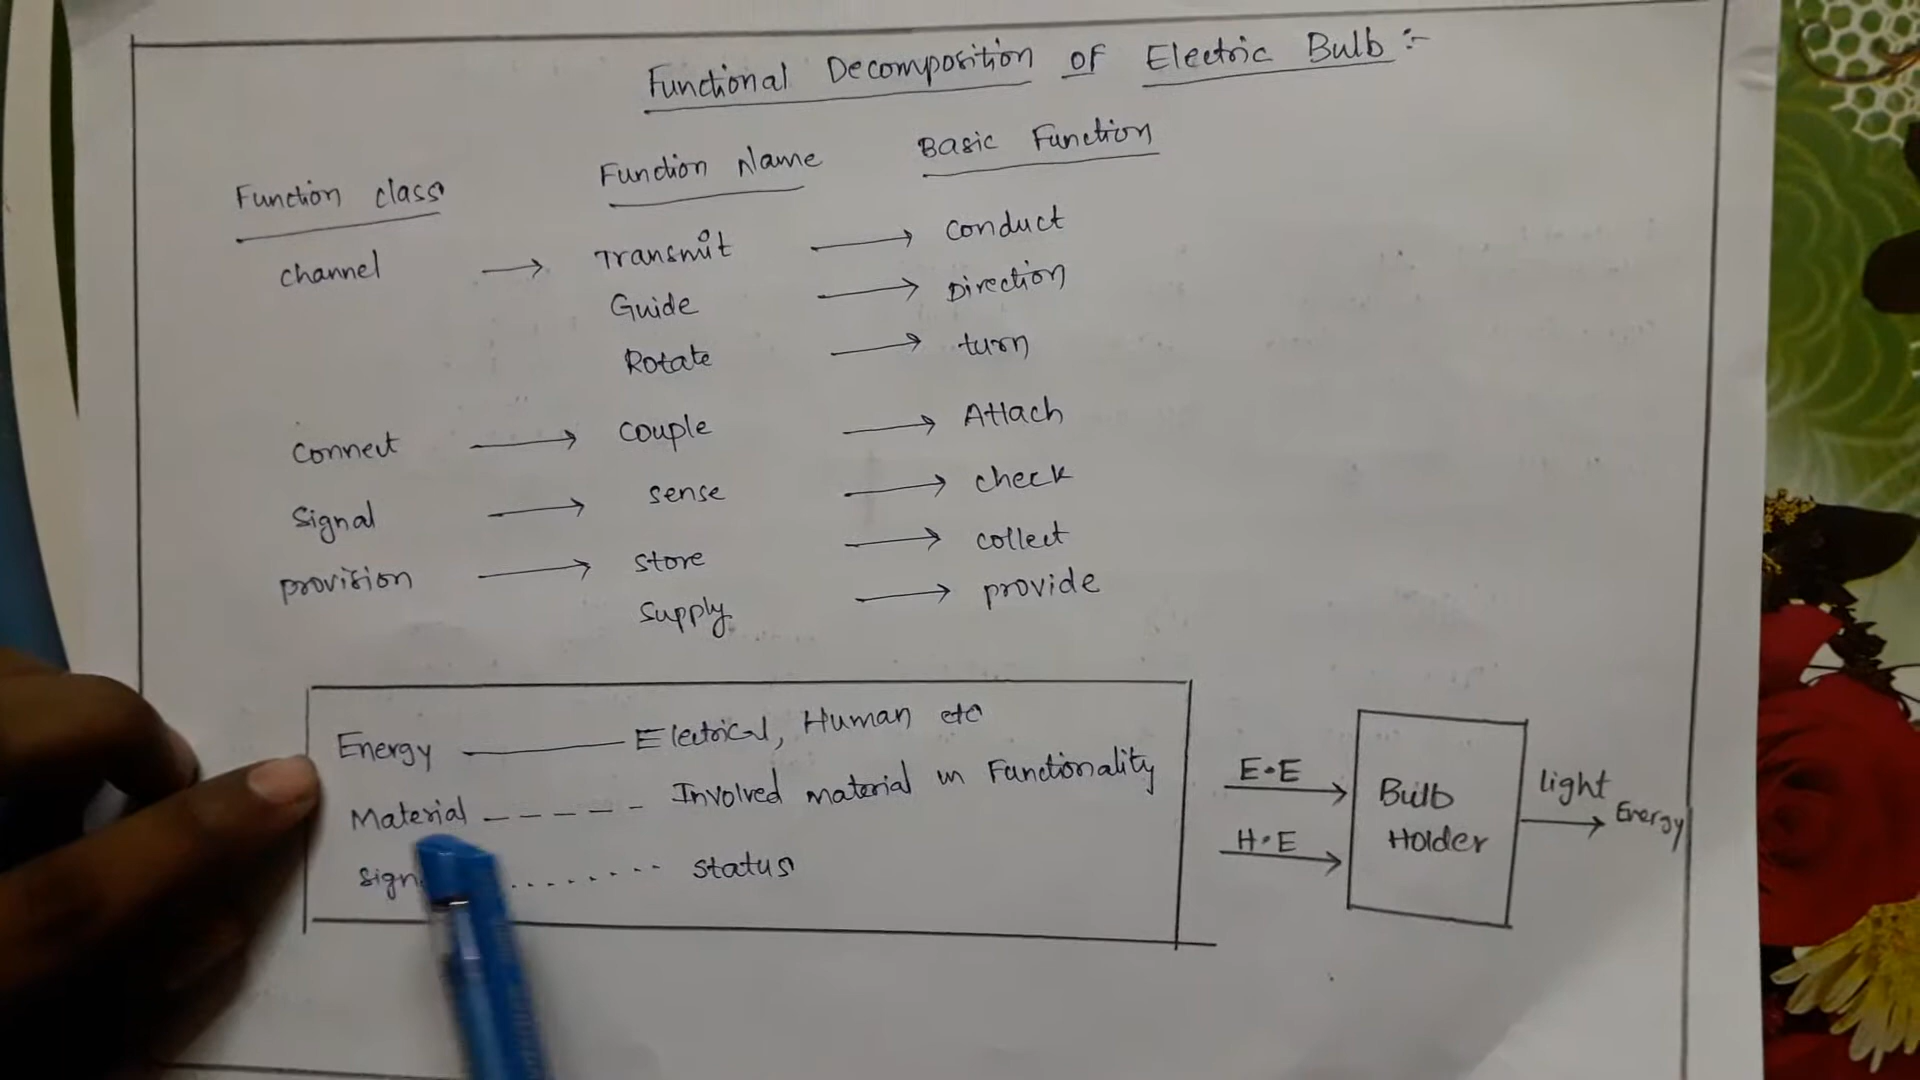 Functional Decomposition of Electric Bulb :-
Function class Function Name Basic Function
channel → Transmit → conduct
Guide → Direction
Rotate → turn
connect → couple → Attach
Signal → sense → check
provision → store → collect
supply → provide
Energy ——— Electrical, Human etc
Material - - - - - Involved material in Functionality
........ status
E.E
H.E
Bulb
Holder
light
Energy